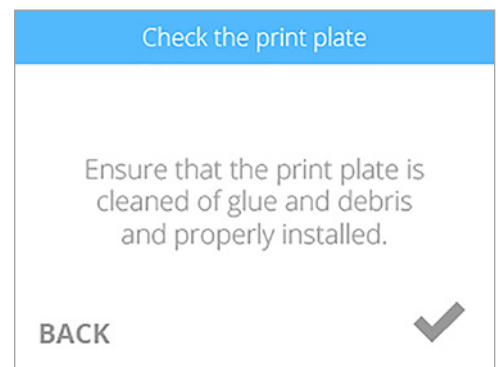 Check the print plate
Ensure that the print plate is
cleaned of glue and debris
and properly installed.
BACK